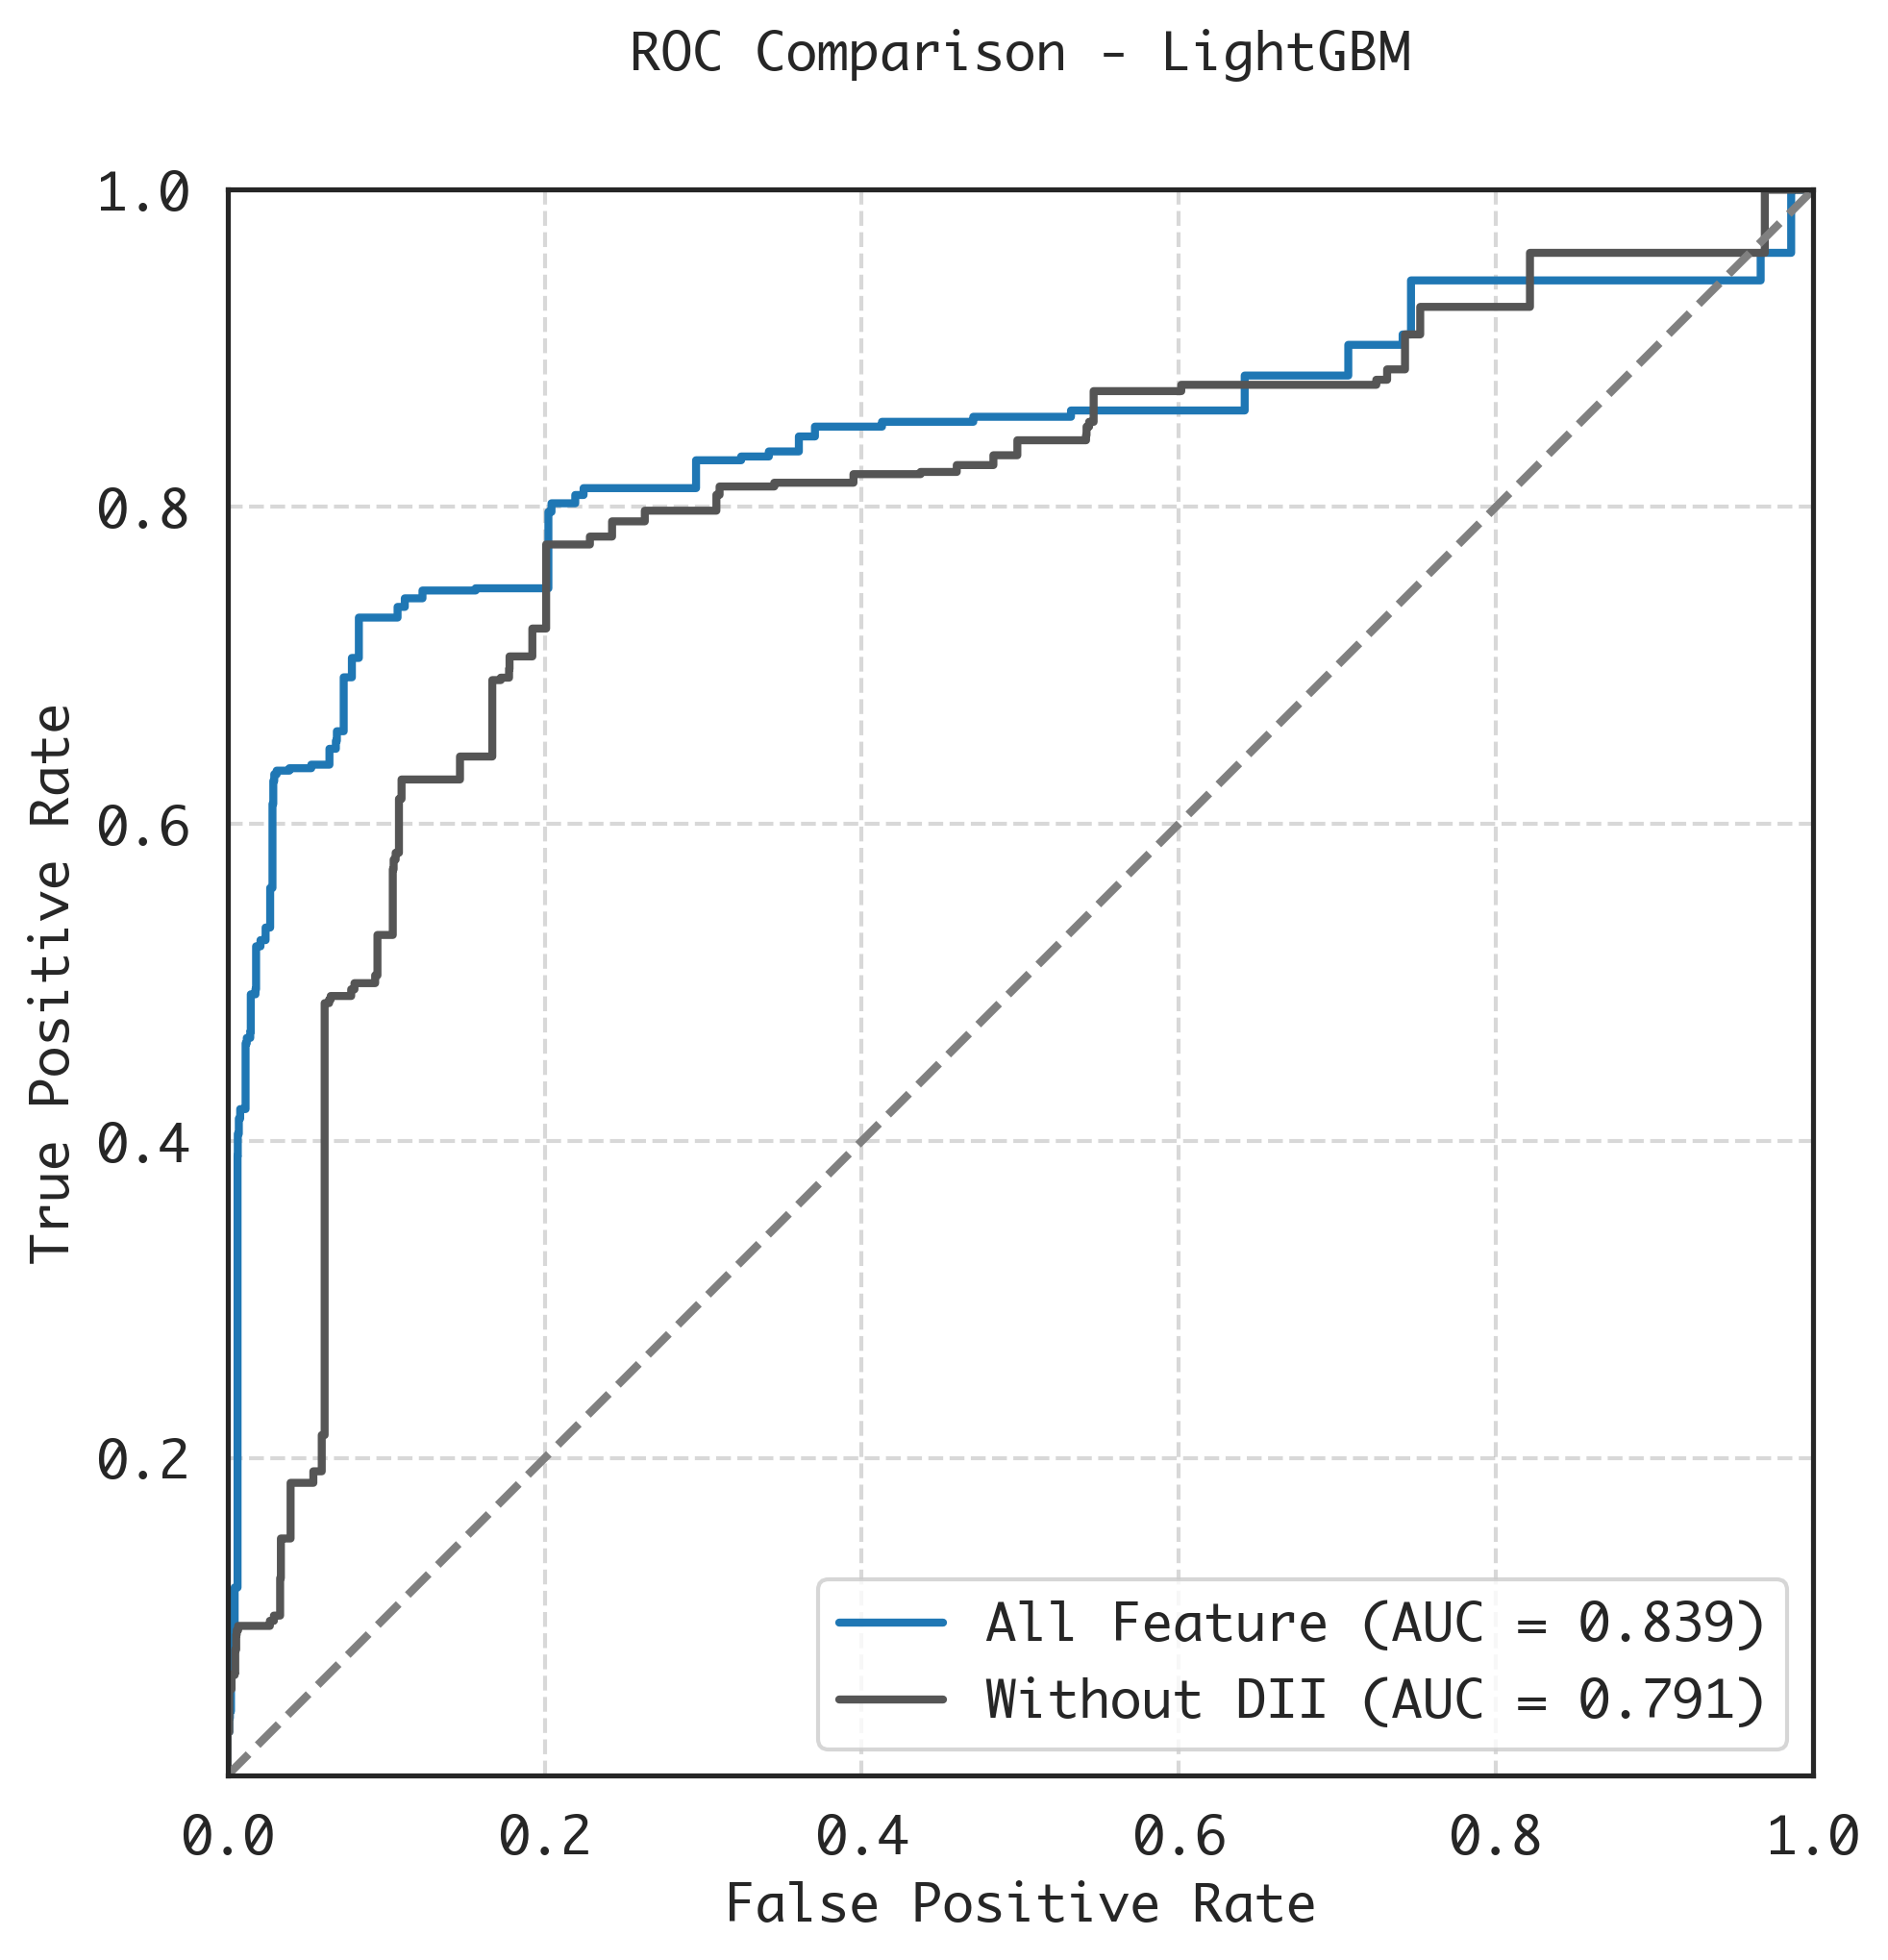 ROC Comparison - LightGBM
1.0
0.8
0.6
0.4
0.2
True Positive Rate
All Feature (AUC = 0.839)
Without DII (AUC = 0.791)
0.0 0.2 0.4 0.6 0.8 1.0
False Positive Rate